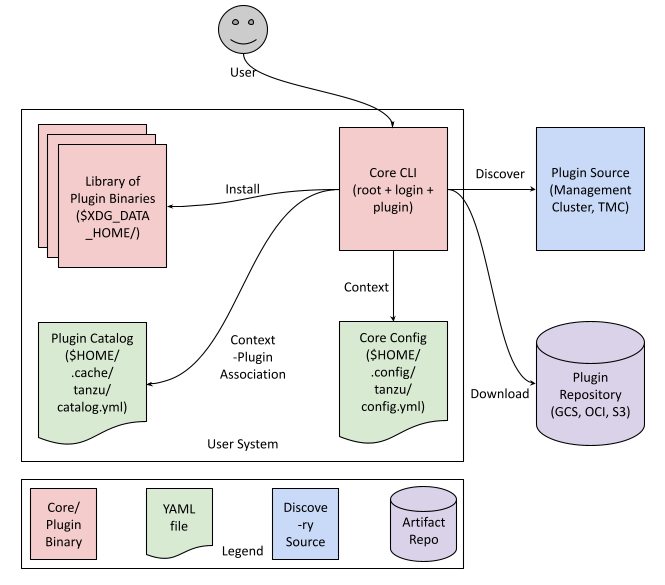 User
Library of
Plugin Binaries
($XDG_DATA
_HOME/)
Install
Core CLI
(root + login +
plugin)
Discover
Plugin Source
(Management
Cluster, TMC)
Context
Plugin Catalog
($HOME/
.cache/
tanzu/
catalog.yml)
Context
-Plugin
Association
Core Config
($HOME/
.config/
tanzu/
config.yml)
Download
Plugin
Repository
(GCS, OCI, S3)
User System
Core/
Plugin
Binary
YAML
file
Legend
Discove
-ry
Source
Artifact
Repo